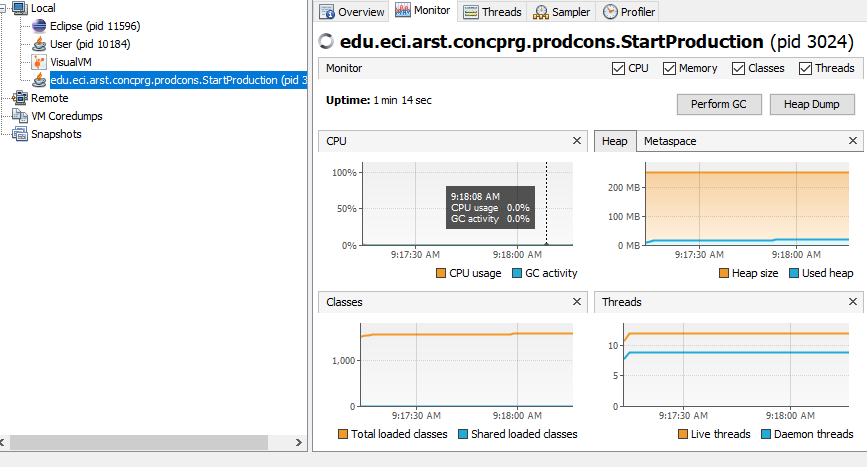 Local
Eclipse (pid 11596)
User (pid 10184)
VisualVM
edu.eci.arst.concprg.prodcons.StartProduction (pid 3
Remote
VM Coredumps
Snapshots
Overview Monitor Threads Sampler Profiler
edu.eci.arst.concprg.prodcons.StartProduction (pid 3024)
Monitor CPU Memory Classes Threads
Uptime: 1 min 14 sec Perform GC Heap Dump
CPU
100%
50%
0%
9:18:08 AM
CPU usage 0.0%
GC activity 0.0%
9:17:30 AM 9:18:00 AM
CPU usage GC activity
Heap Metaspace
200 MB
100 MB
0 MB
9:17:30 AM 9:18:00 AM
Heap size Used heap
Classes
1,000
0
9:17:30 AM 9:18:00 AM
Total loaded classes Shared loaded classes
Threads
10
5
0
9:17:30 AM 9:18:00 AM
Live threads Daemon threads